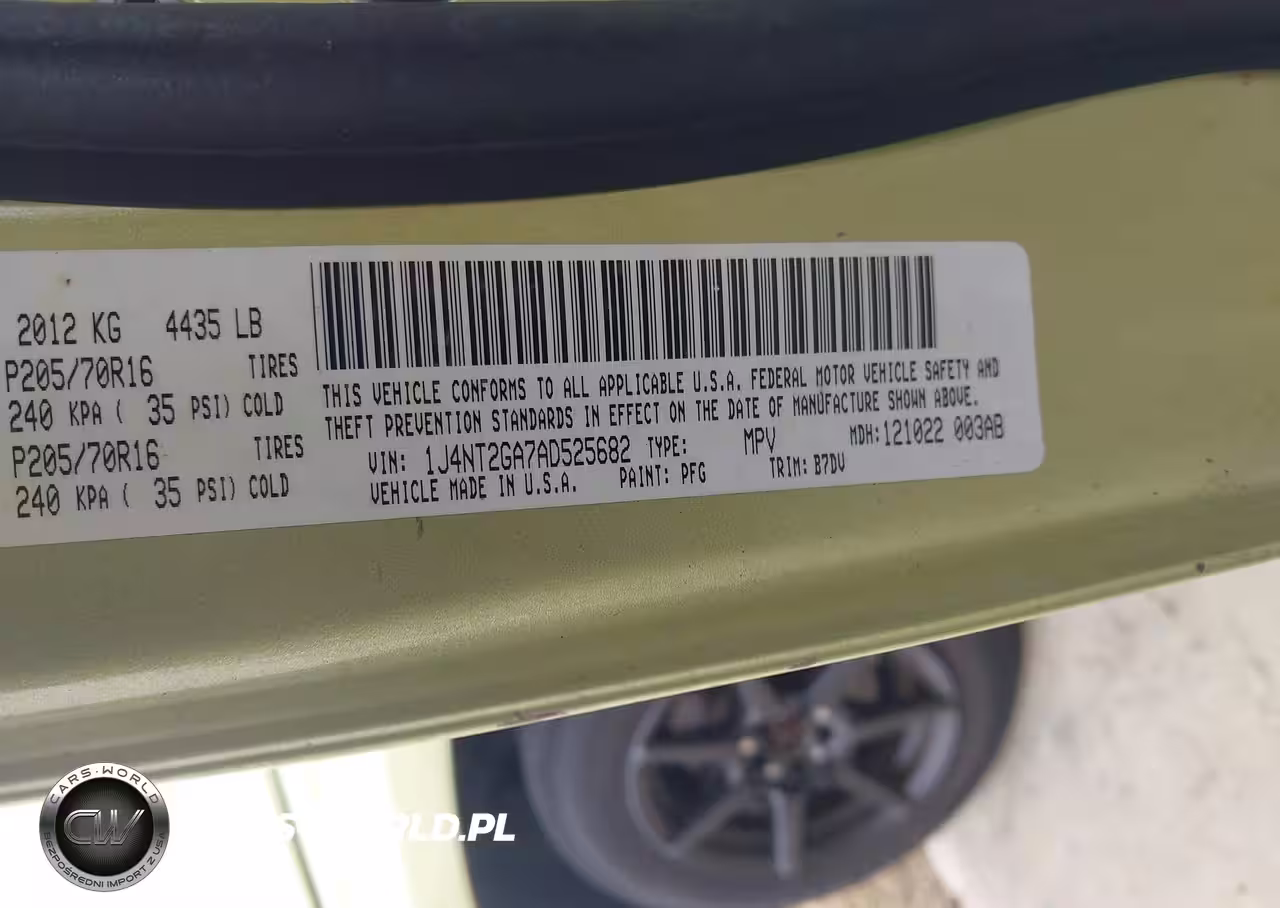 2012 KG 4435 LB
P205/70R16 TIRES
240 KPA ( 35 PSI) COLD
P205/70R16 TIRES
240 KPA ( 35 PSI) COLD
THIS VEHICLE CONFORMS TO ALL APPLICABLE U.S.A. FEDERAL MOTOR VEHICLE SAFETY AND
THEFT PREVENTION STANDARDS IN EFFECT ON THE DATE OF MANUFACTURE SHOWN ABOVE.
VIN: 1J4NT2GA7AD525682 TYPE: MPV MDH:121022 003AB
VEHICLE MADE IN U.S.A. PAINT: PFG TRIM: B7DV
CARS-WORLD
CW
BEZPOŚREDNI IMPORT Z USA
LD.PL